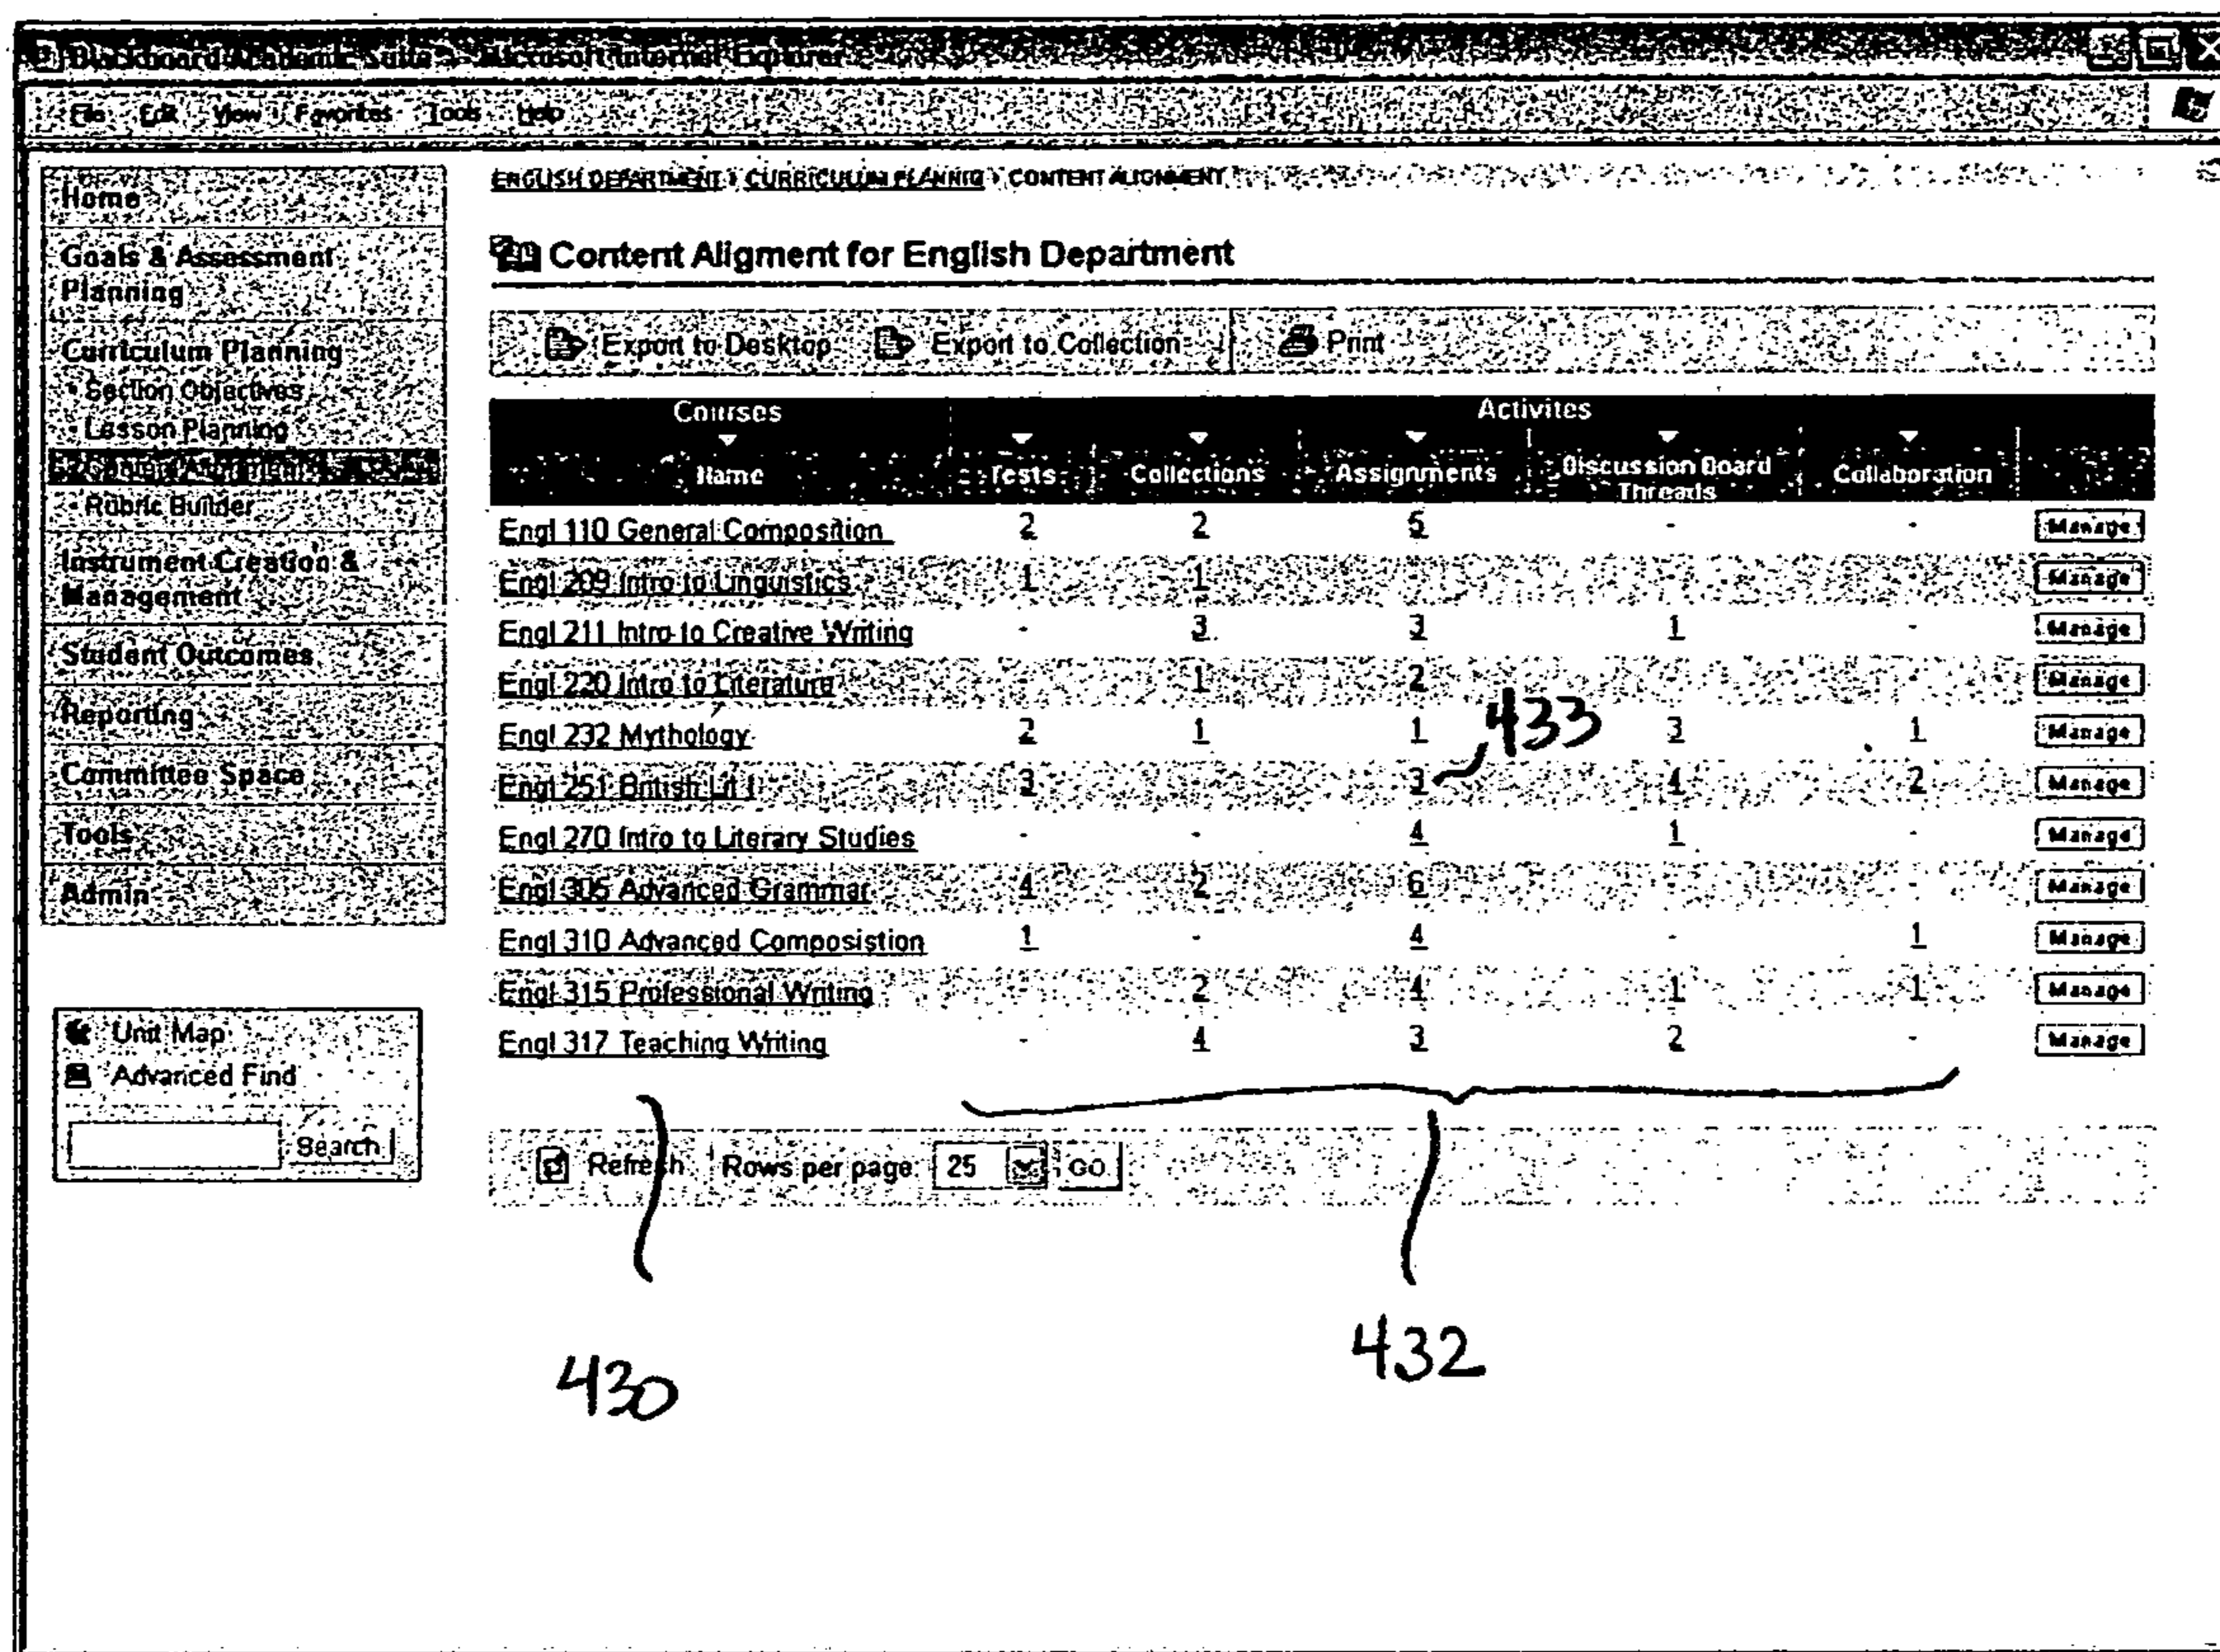 Blackboard Academic Suite - Microsoft Internet Explorer
File Edit View Favorites Tools Help
ENGLISH DEPARTMENT CURRICULUM PLANNIG CONTENT ALIGNMENT
Home
Goals & Assessment
Planning
Curriculum Planning
• Section Objectives
• Lesson Planning
• Content Alignment
• Rubric Builder
Instrument Creation &
Management
Student Outcomes
Reporting
Committee Space
Tools
Admin
Unit Map
Advanced Find
Search
Content Aligment for English Department
Export to Desktop Export to Collection Print
Courses Activites
Name Tests Collections Assignments Discussion Board Threads Collaboration
Engl 110 General Composition 2 2 5 - - Manage
Engl 209 Intro to Linguistics 1 1 - - Manage
Engl 211 Intro to Creative Writing - 3 3 1 - Manage
Engl 220 Intro to Literature - 1 2 - - Manage
433
Engl 232 Mythology 2 1 1 3 1 Manage
Engl 251 British Lit I 3 - 3 4 2 Manage
Engl 270 Intro to Literary Studies - - 4 1 - Manage
Engl 305 Advanced Grammar 4 2 6 - - Manage
Engl 310 Advanced Composistion 1 - 4 - 1 Manage
Engl 315 Professional Writing - 2 4 1 1 Manage
Engl 317 Teaching Writing - 4 3 2 - Manage
Refresh Rows per page: 25 GO
430
432